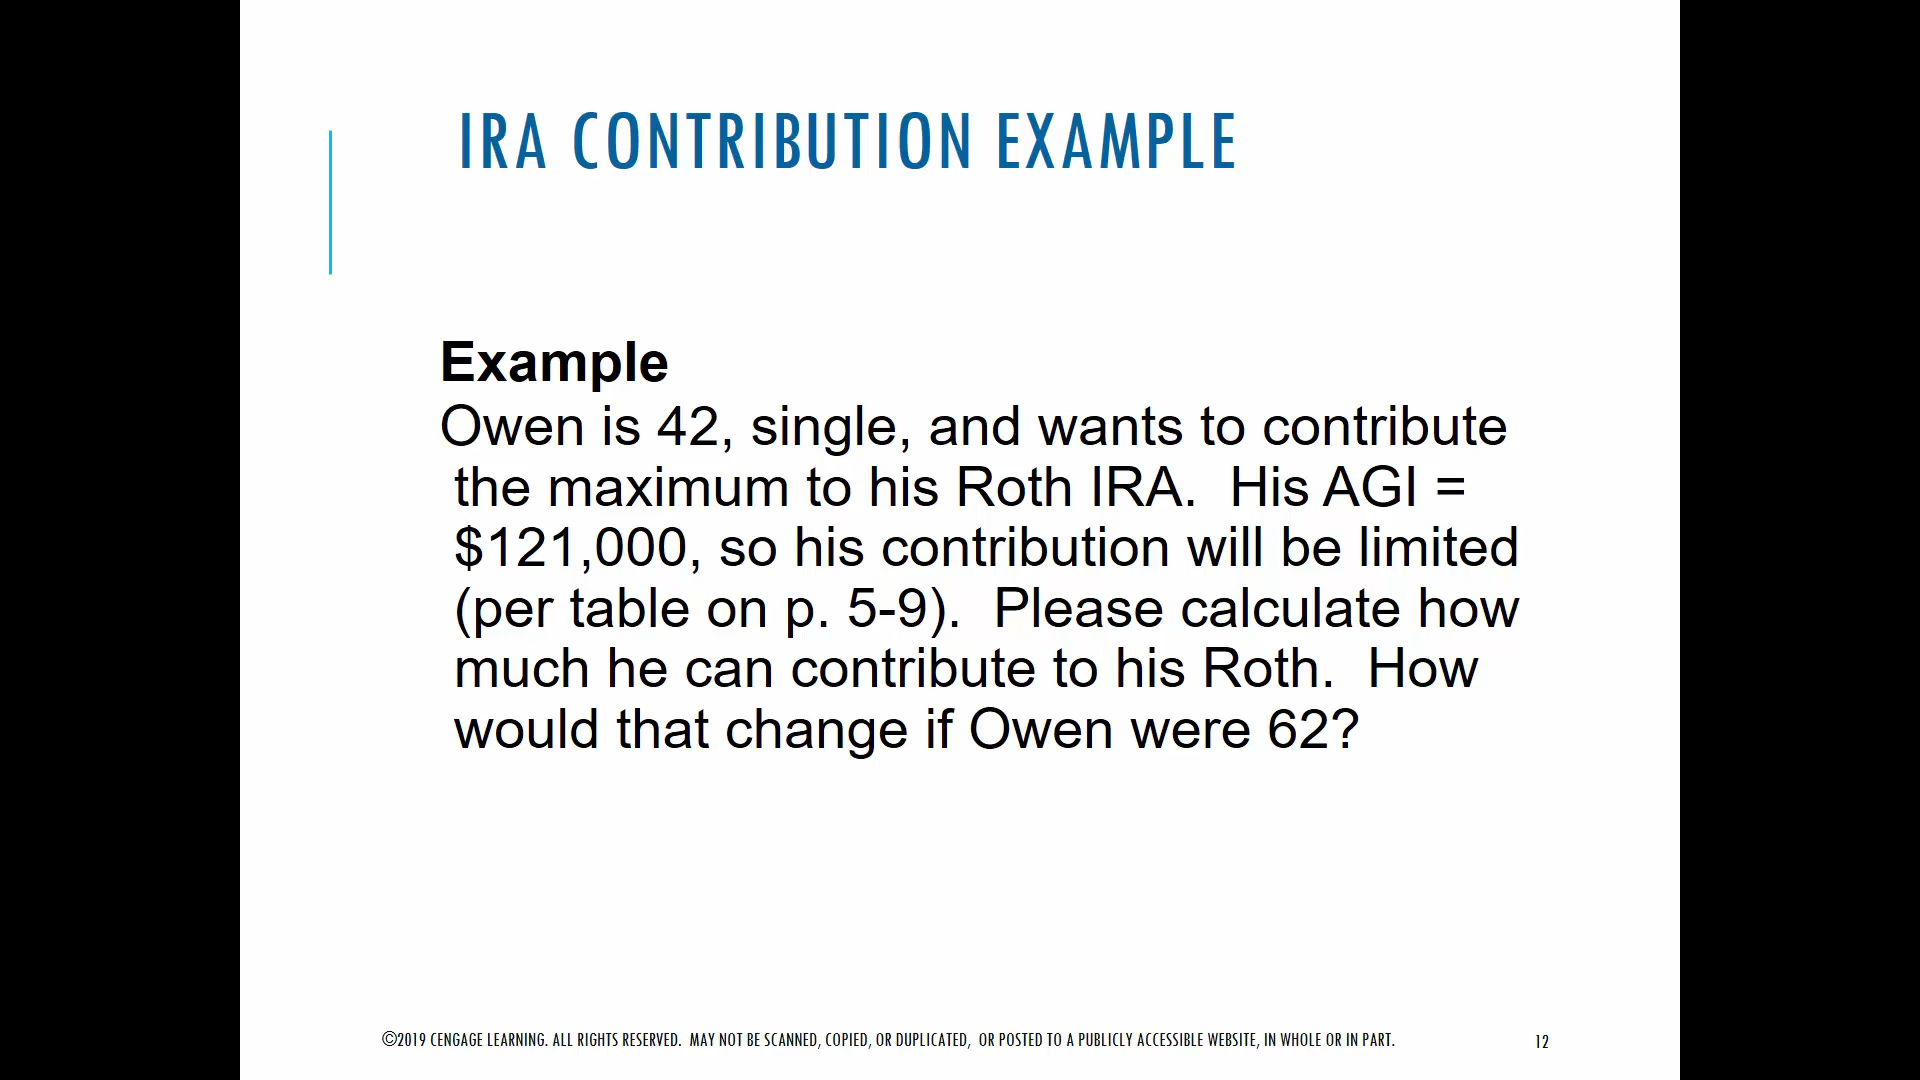 IRA CONTRIBUTION EXAMPLE
Example
Owen is 42, single, and wants to contribute
the maximum to his Roth IRA.  His AGI =
$121,000, so his contribution will be limited
(per table on p. 5-9).  Please calculate how
much he can contribute to his Roth.  How
would that change if Owen were 62?
©2019 CENGAGE LEARNING. ALL RIGHTS RESERVED.  MAY NOT BE SCANNED, COPIED, OR DUPLICATED,  OR POSTED TO A PUBLICLY ACCESSIBLE WEBSITE, IN WHOLE OR IN PART.
12